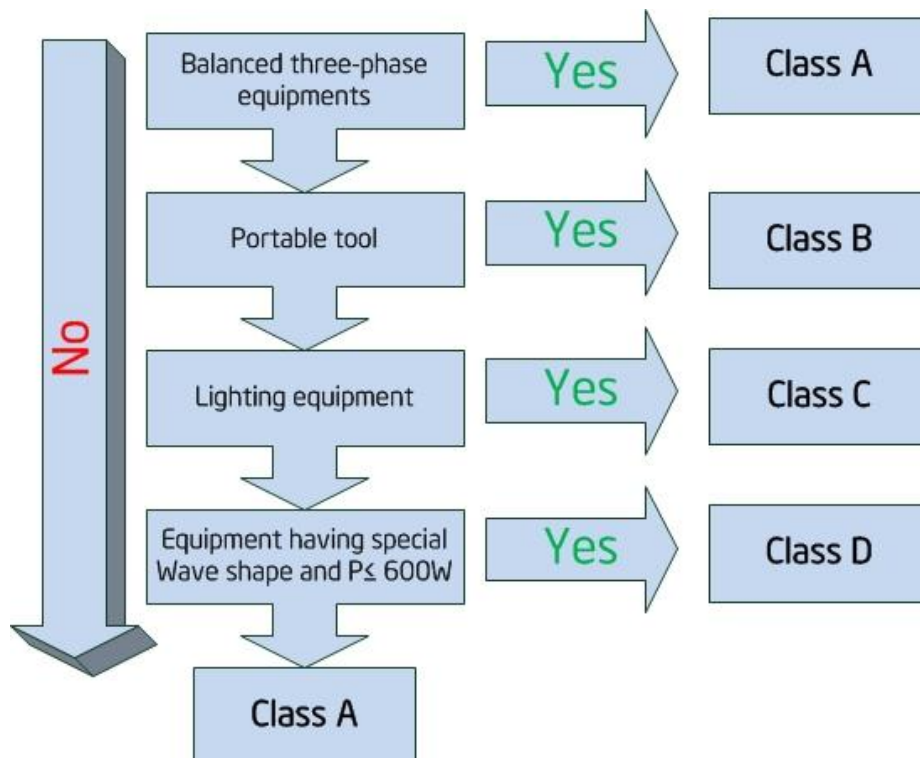 Balanced three-phase
equipments
Yes
Class A
Portable tool
Yes
Class B
No
Lighting equipment
Yes
Class C
Equipment having special
Wave shape and P≤ 600W
Yes
Class D
Class A